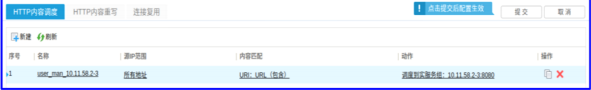 HTTP内容调度 HTTP内容重写 连接复用 ! 点击提交后配置生效 提交 取消
新建 刷新
序号 名称 源IP范围 内容匹配 动作 操作
1 user_man_10.11.58.2-3 所有地址 URI：URL（包含） 调度到实服务组：10.11.58.2-3:8080